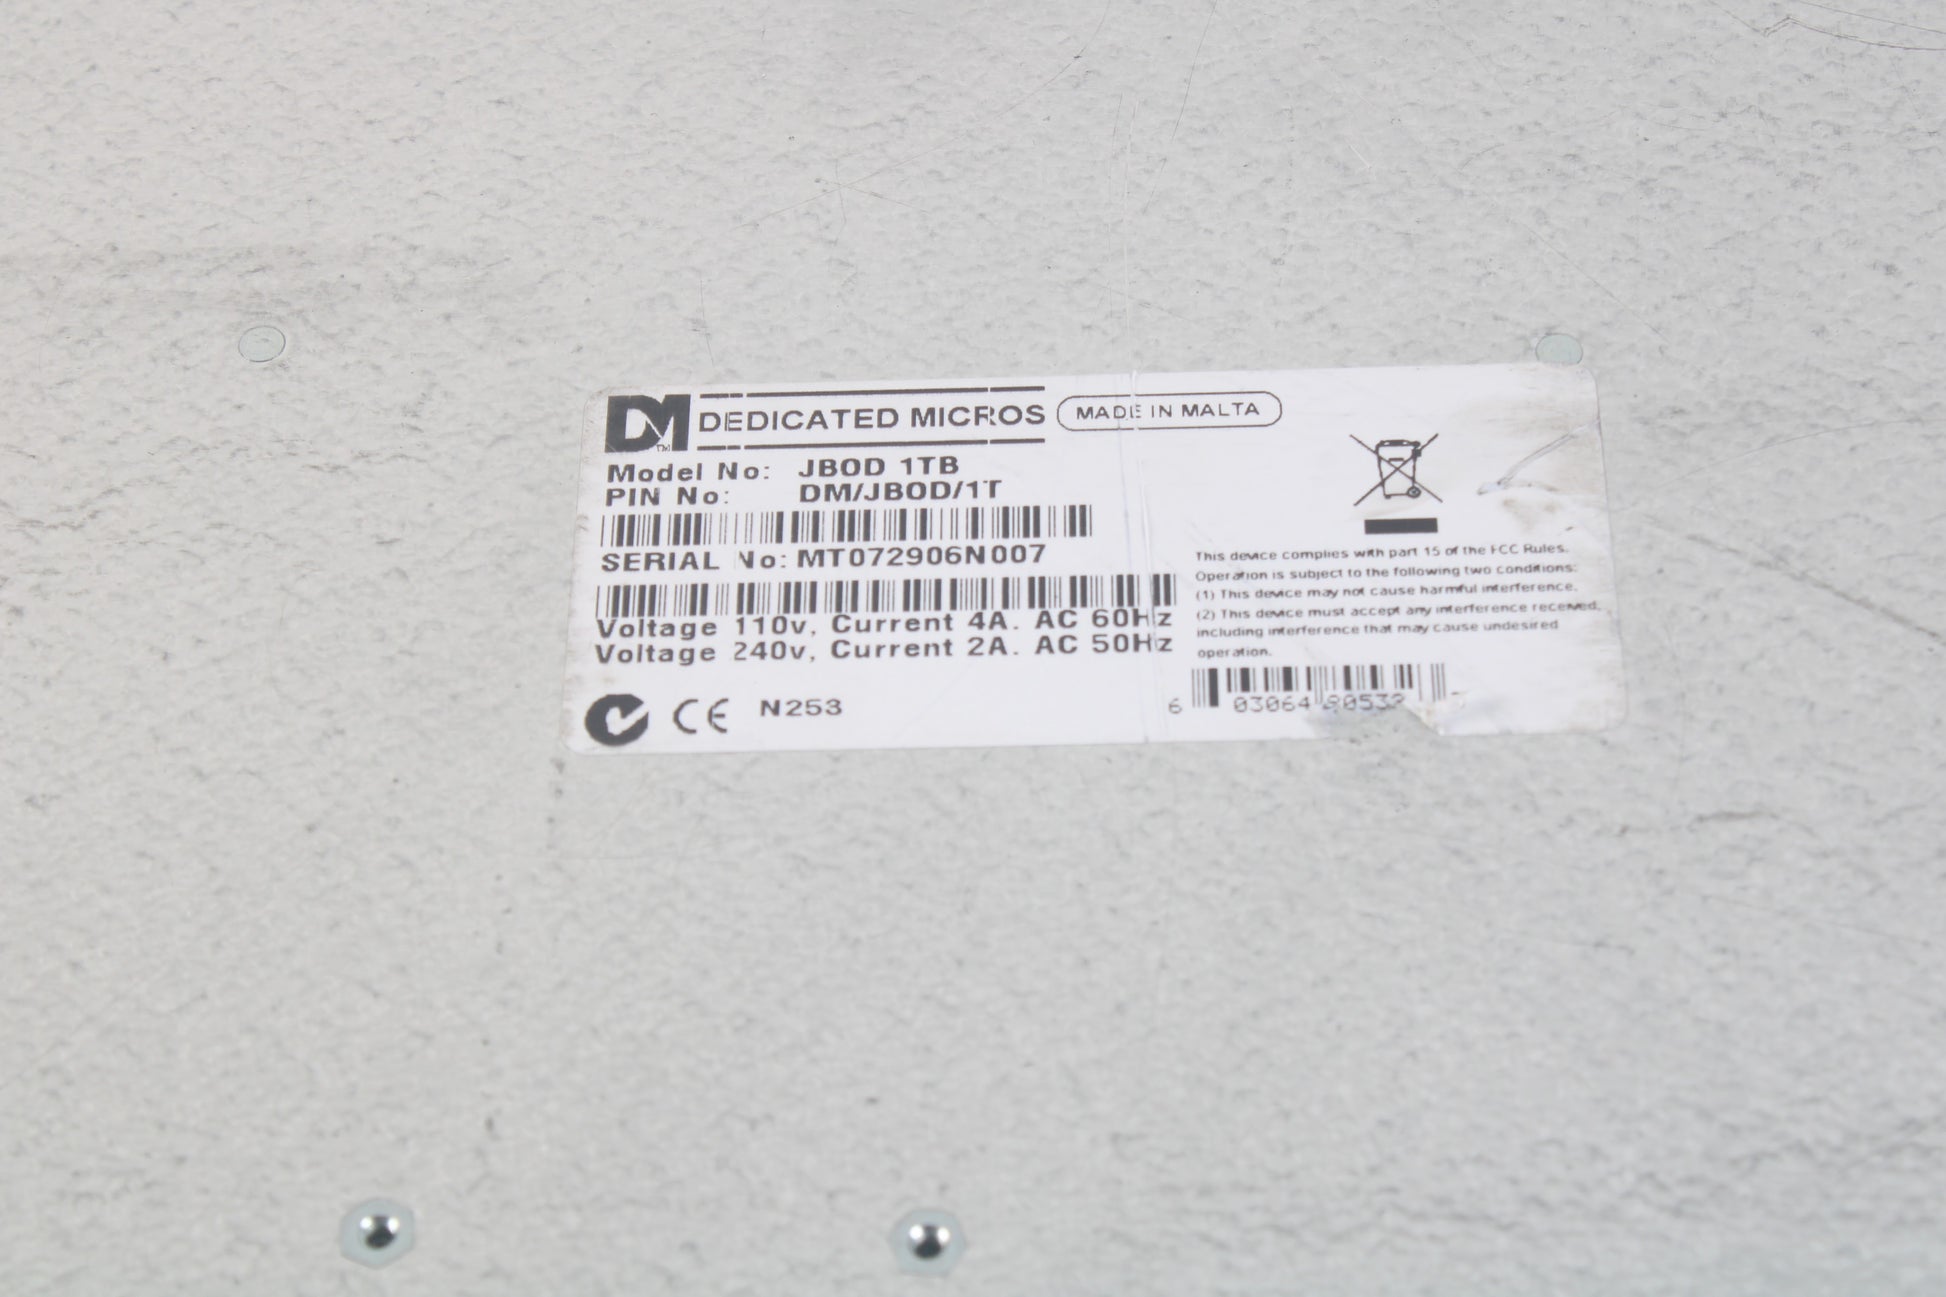 DM
TM
DEDICATED MICROS
MADE IN MALTA
Model No: JBOD 1TB
PIN No: DM/JBOD/1T
SERIAL No: MT072906N007
Voltage 110v, Current 4A. AC 60Hz
Voltage 240v, Current 2A. AC 50Hz
CE N253
This device complies with part 15 of the FCC Rules.
Operation is subject to the following two conditions:
(1) This device may not cause harmful interference.
(2) This device must accept any interference received,
including interference that may cause undesired
operation.
6 03064